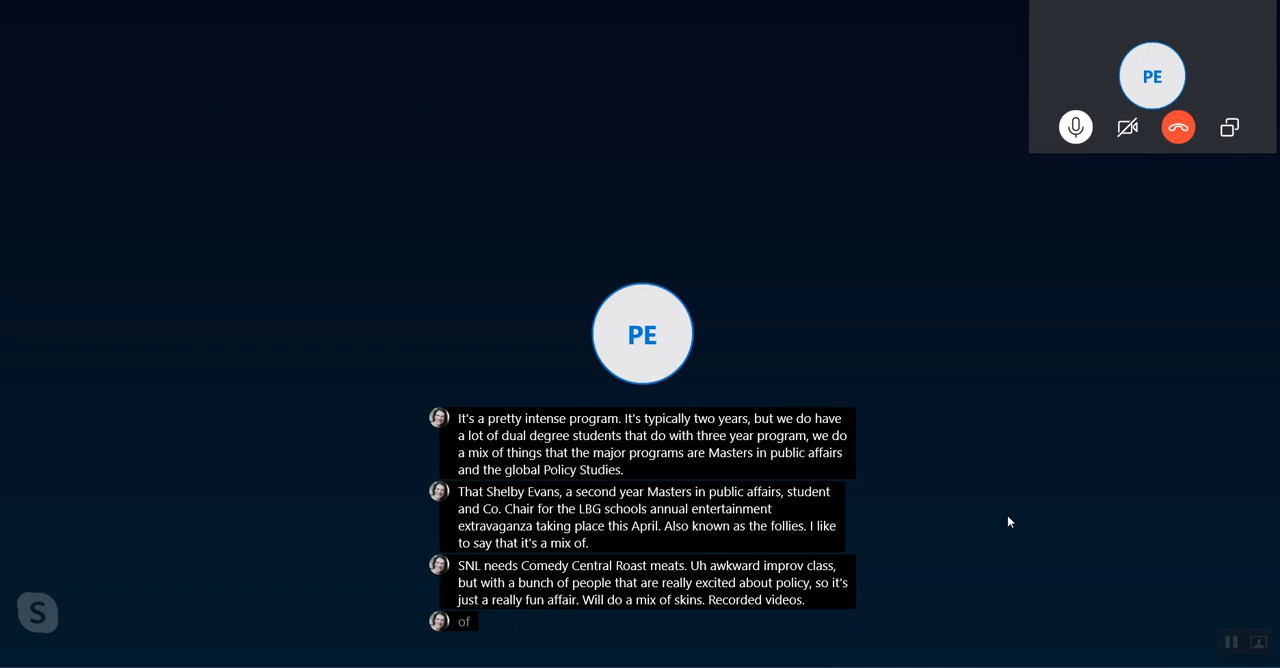 PE
PE
It's a pretty intense program. It's typically two years, but we do have
a lot of dual degree students that do with three year program, we do
a mix of things that the major programs are Masters in public affairs
and the global Policy Studies.
That Shelby Evans, a second year Masters in public affairs, student
and Co. Chair for the LBG schools annual entertainment
extravaganza taking place this April. Also known as the follies. I like
to say that it's a mix of.
SNL needs Comedy Central Roast meats. Uh awkward improv class,
but with a bunch of people that are really excited about policy, so it's
just a really fun affair. Will do a mix of skins. Recorded videos.
of
S